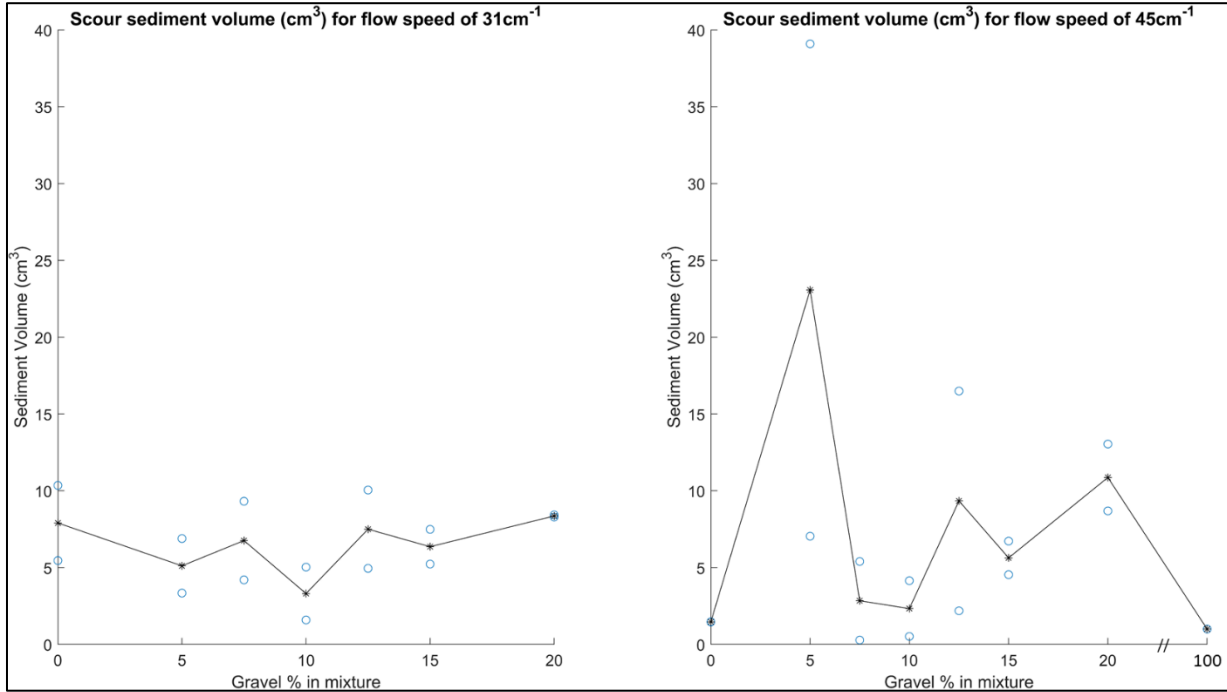 Scour sediment volume (cm³) for flow speed of 31cm⁻¹
40
35
30
25
20
15
10
5
0
Sediment Volume (cm³)
0 5 10 15 20
Gravel % in mixture
Scour sediment volume (cm³) for flow speed of 45cm⁻¹
40
35
30
25
20
15
10
5
0
Sediment Volume (cm³)
0 5 10 15 20 // 100
Gravel % in mixture